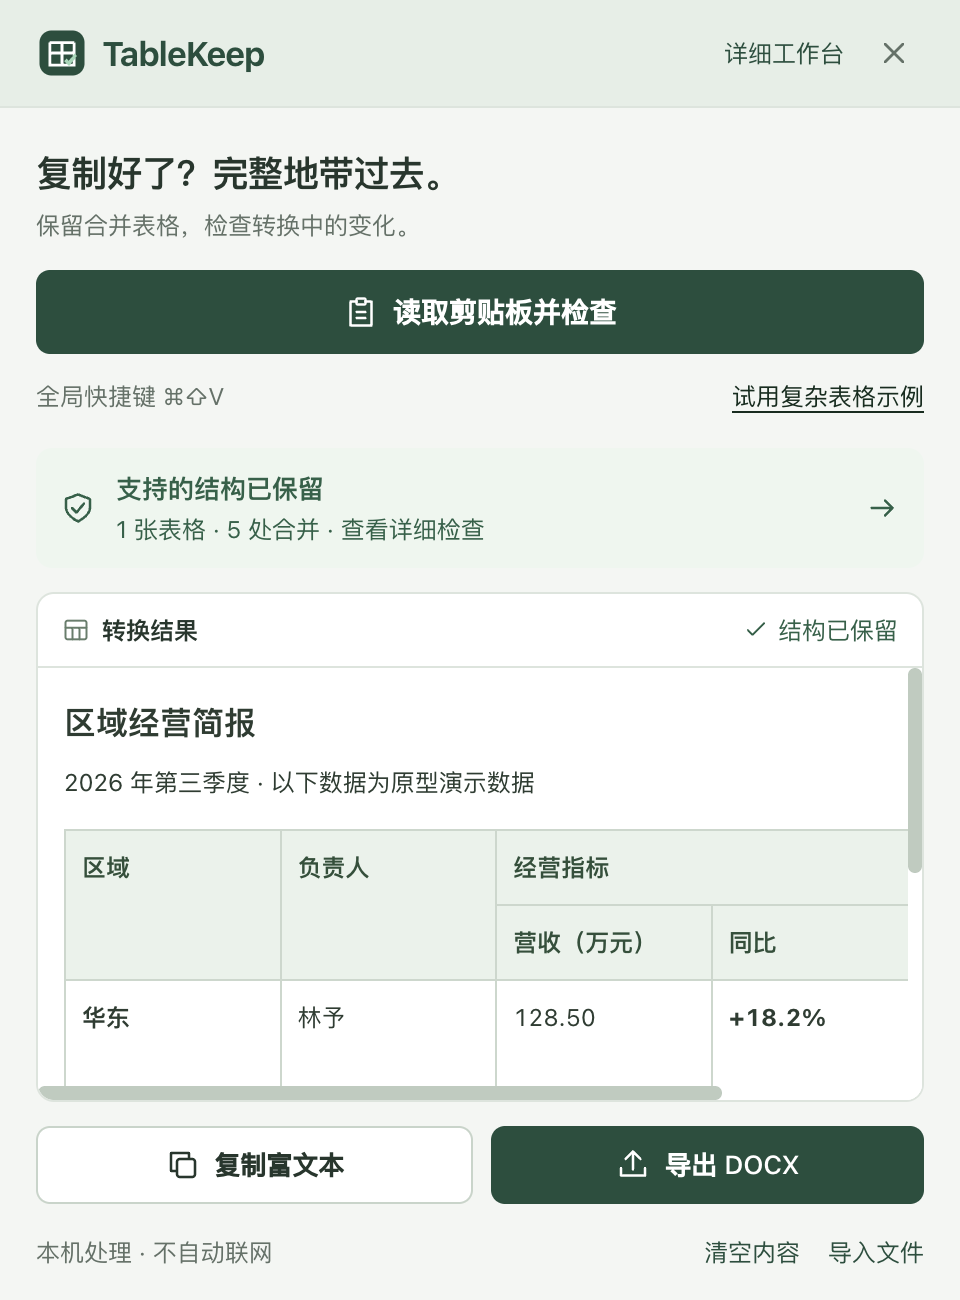 TableKeep
详细工作台
复制好了？完整地带过去。
保留合并表格，检查转换中的变化。
读取剪贴板并检查
全局快捷键 ⌘⇧V
试用复杂表格示例
支持的结构已保留
1 张表格 · 5 处合并 · 查看详细检查
转换结果
结构已保留
区域经营简报
2026 年第三季度 · 以下数据为原型演示数据
区域 负责人 经营指标
营收（万元） 同比
华东 林予 128.50 +18.2%
复制富文本
导出 DOCX
本机处理 · 不自动联网
清空内容 导入文件